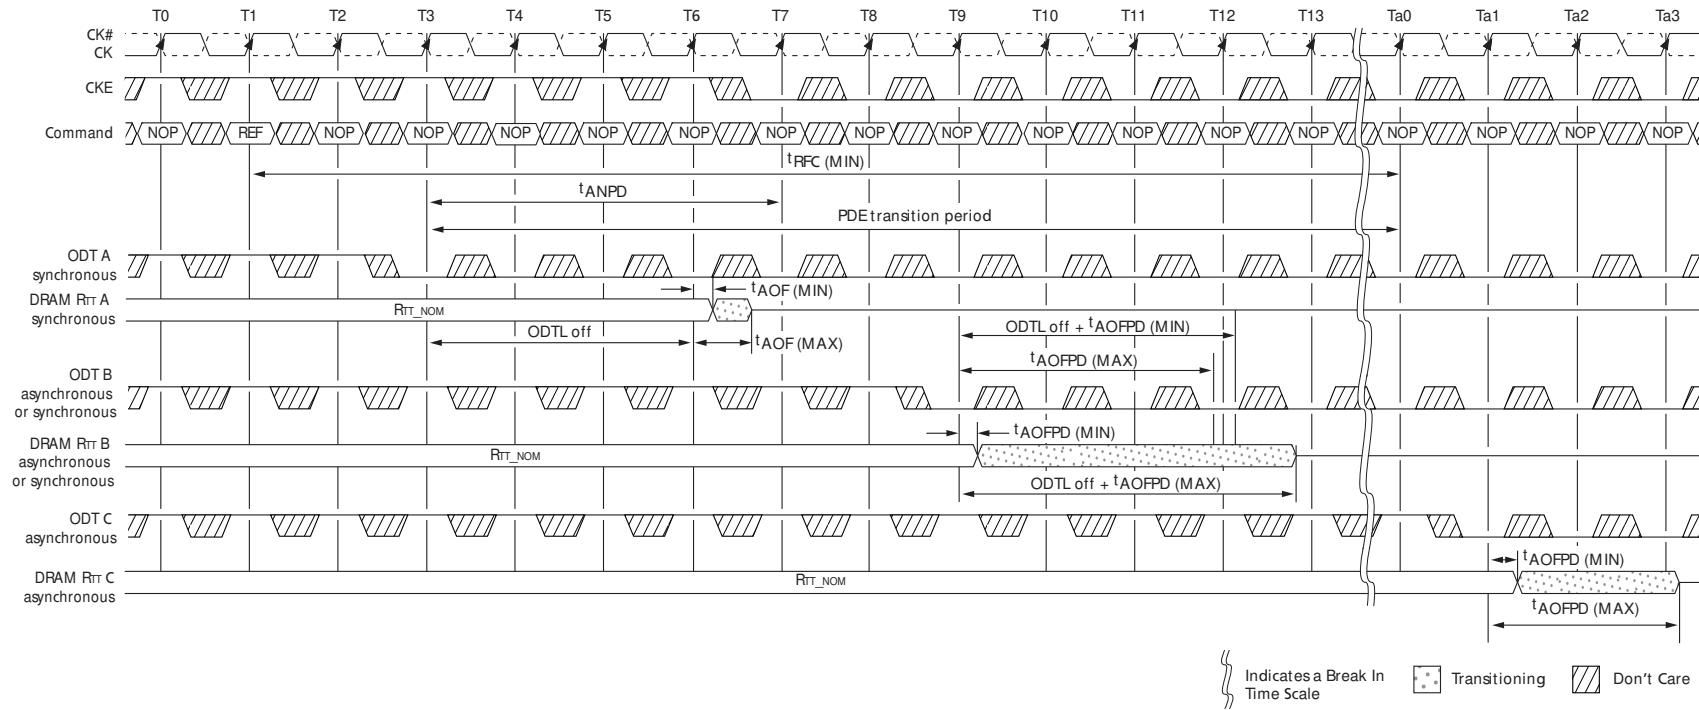 T0 T1 T2 T3 T4 T5 T6 T7 T8 T9 T10 T11 T12 T13 Ta0 Ta1 Ta2 Ta3
CK#
CK
CKE
Command NOP REF NOP NOP NOP NOP NOP NOP NOP NOP NOP NOP NOP NOP NOP NOP NOP NOP
tRFC (MIN)
tANPD
PDE transition period
ODT A
synchronous
DRAM RTT A
synchronous
RTT_NOM
tAOF (MIN)
ODTL off
tAOF (MAX)
ODTL off + tAOFPD (MIN)
tAOFPD (MAX)
ODT B
asynchronous
or synchronous
tAOFPD (MIN)
DRAM RTT B
asynchronous
or synchronous
RTT_NOM
ODTL off + tAOFPD (MAX)
ODT C
asynchronous
tAOFPD (MIN)
DRAM RTT C
asynchronous
RTT_NOM
tAOFPD (MAX)
Indicates a Break In
Time Scale
Transitioning
Don't Care